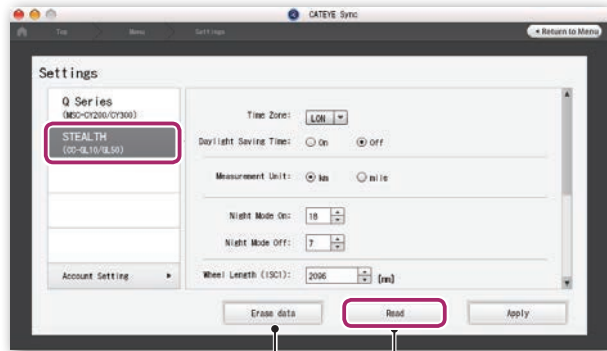 CATEYE Sync
Top
Menu
Settings
Return to Menu
Settings
Q Series
(MSC-CY200/CY300)
STEALTH
(CC-GL10/GL50)
Account Setting
Time Zone: LON
Daylight Saving Time: On Off
Measurement Unit: km mile
Night Mode On: 18
Night Mode Off: 7
Wheel Length (ISC1): 2096 [mm]
Erase data
Read
Apply